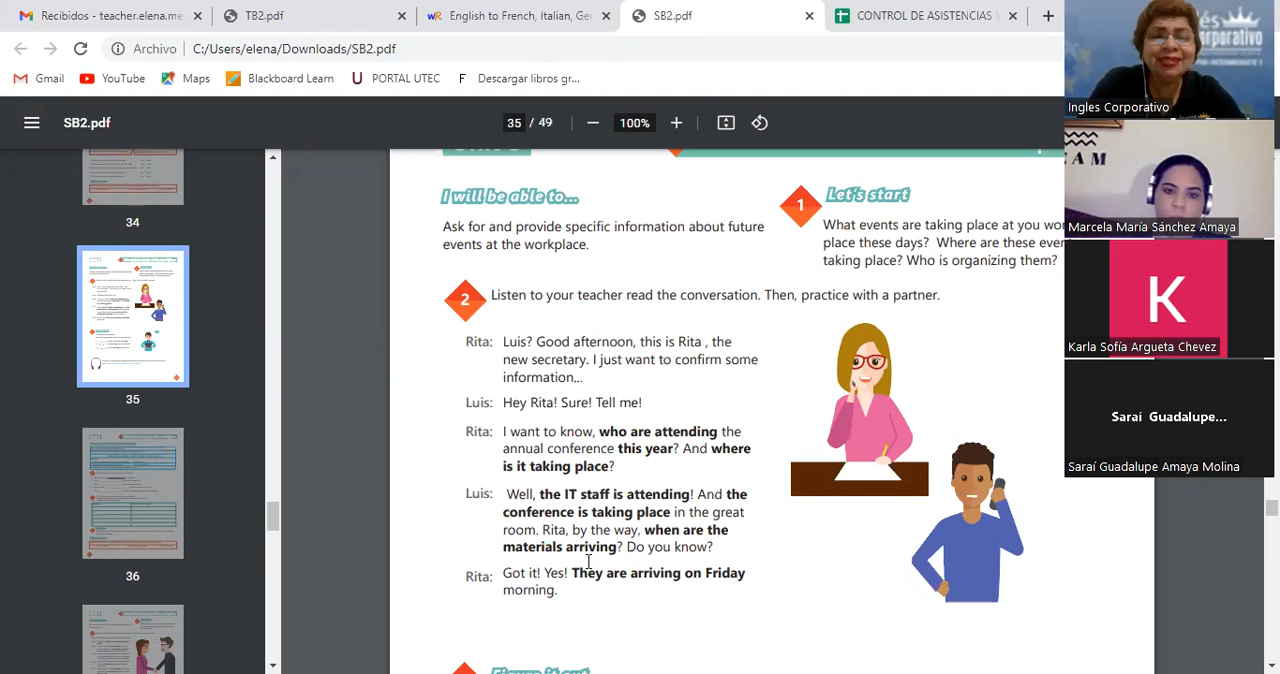 Recibidos - teacher.elena.me
TB2.pdf
English to French, Italian, Ge
SB2.pdf
CONTROL DE ASISTENCIAS Y
Archivo
C:/Users/elena/Downloads/SB2.pdf
Gmail
YouTube
Maps
Blackboard Learn
PORTAL UTEC
Descargar libros gr...
SB2.pdf
35 / 49
100%
34
35
36
I will be able to...
Ask for and provide specific information about future
events at the workplace.
1
Let's start
What events are taking place at you wo
place these days? Where are these even
taking place? Who is organizing them?
2
Listen to your teacher read the conversation. Then, practice with a partner.
Rita: Luis? Good afternoon, this is Rita , the
new secretary. I just want to confirm some
information...
Luis: Hey Rita! Sure! Tell me!
Rita: I want to know, who are attending the
annual conference this year? And where
is it taking place?
Luis: Well, the IT staff is attending! And the
conference is taking place in the great
room. Rita, by the way, when are the
materials arriving? Do you know?
Rita: Got it! Yes! They are arriving on Friday
morning.
és
corporativo
Ingles Corporativo
EAM
Marcela María Sánchez Amaya
K
Karla Sofía Argueta Chevez
Saraí Guadalupe...
Saraí Guadalupe Amaya Molina